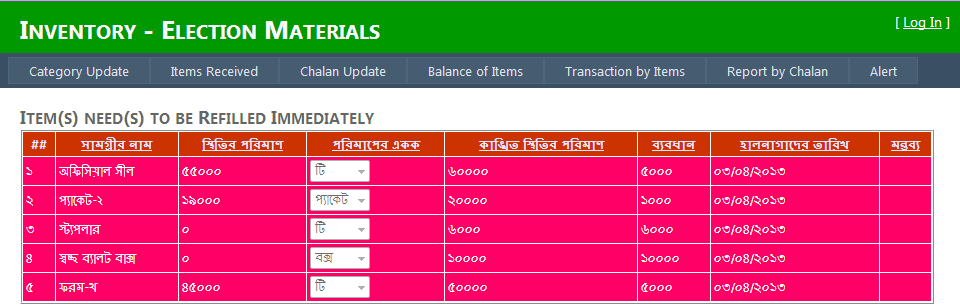 INVENTORY - ELECTION MATERIALS
[ Log In ]
Category Update Items Received Chalan Update Balance of Items Transaction by Items Report by Chalan Alert
ITEM(S) NEED(S) TO BE REFILLED IMMEDIATELY
## সামগ্রীর নাম স্থিতির পরিমাণ পরিমাপের একক কাঙ্খিত স্থিতির পরিমাণ ব্যবধান হালনাগাদের তারিখ মন্তব্য
১ অফিসিয়াল সীল ৫৫০০০ টি ৬০০০০ ৫০০০ ০৩/০৪/২০১৩
২ প্যাকেট-২ ১৯০০০ প্যাকেট ২০০০০ ১০০০ ০৩/০৪/২০১৩
৩ স্ট্যপলার ০ টি ৬০০০ ৬০০০ ০৩/০৪/২০১৩
৪ স্বচ্ছ ব্যালট বাক্স ০ বক্স ১০০০০ ১০০০০ ০৩/০৪/২০১৩
৫ ফরম-খ ৪৫০০০ টি ৫০০০০ ৫০০০ ০৩/০৪/২০১৩